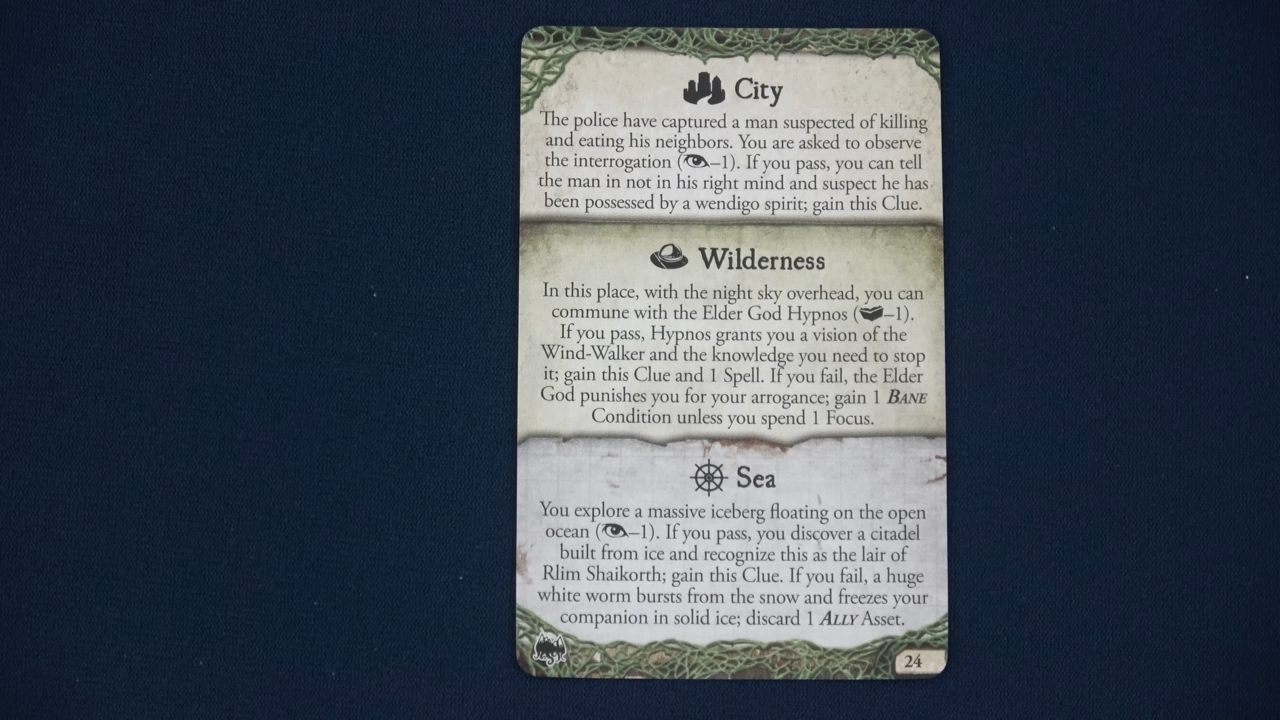 City
The police have captured a man suspected of killing
and eating his neighbors. You are asked to observe
the interrogation (–1). If you pass, you can tell
the man in not in his right mind and suspect he has
been possessed by a wendigo spirit; gain this Clue.
Wilderness
In this place, with the night sky overhead, you can
commune with the Elder God Hypnos (–1).
If you pass, Hypnos grants you a vision of the
Wind-Walker and the knowledge you need to stop
it; gain this Clue and 1 Spell. If you fail, the Elder
God punishes you for your arrogance; gain 1 BANE
Condition unless you spend 1 Focus.
Sea
You explore a massive iceberg floating on the open
ocean (–1). If you pass, you discover a citadel
built from ice and recognize this as the lair of
Rlim Shaikorth; gain this Clue. If you fail, a huge
white worm bursts from the snow and freezes your
companion in solid ice; discard 1 ALLY Asset.
24